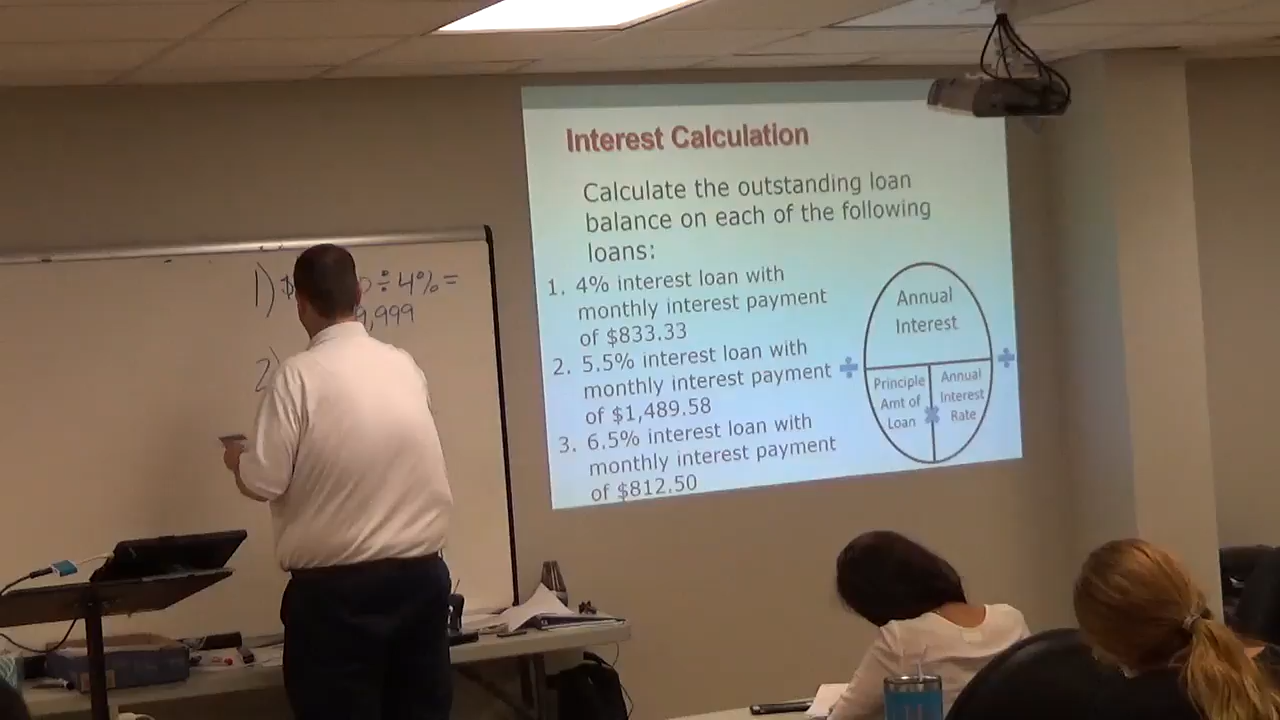 Interest Calculation
Calculate the outstanding loan
balance on each of the following
loans:
1. 4% interest loan with
monthly interest payment
of $833.33
2. 5.5% interest loan with
monthly interest payment
of $1,489.58
3. 6.5% interest loan with
monthly interest payment
of $812.50
Annual
Interest
÷
÷
Principle
Amt of
Loan
×
Annual
Interest
Rate
1) $ ÷ 4% =
9,999
2)